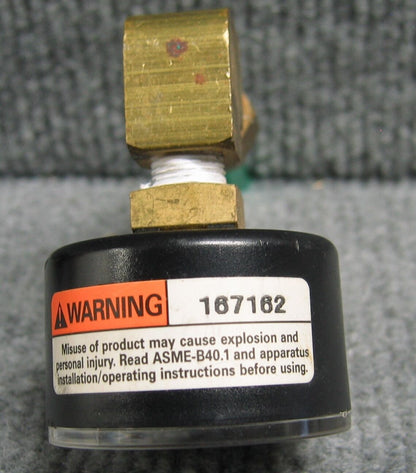 WARNING 167162
Misuse of product may cause explosion and
personal injury. Read ASME-B40.1 and apparatus
installation/operating instructions before using.